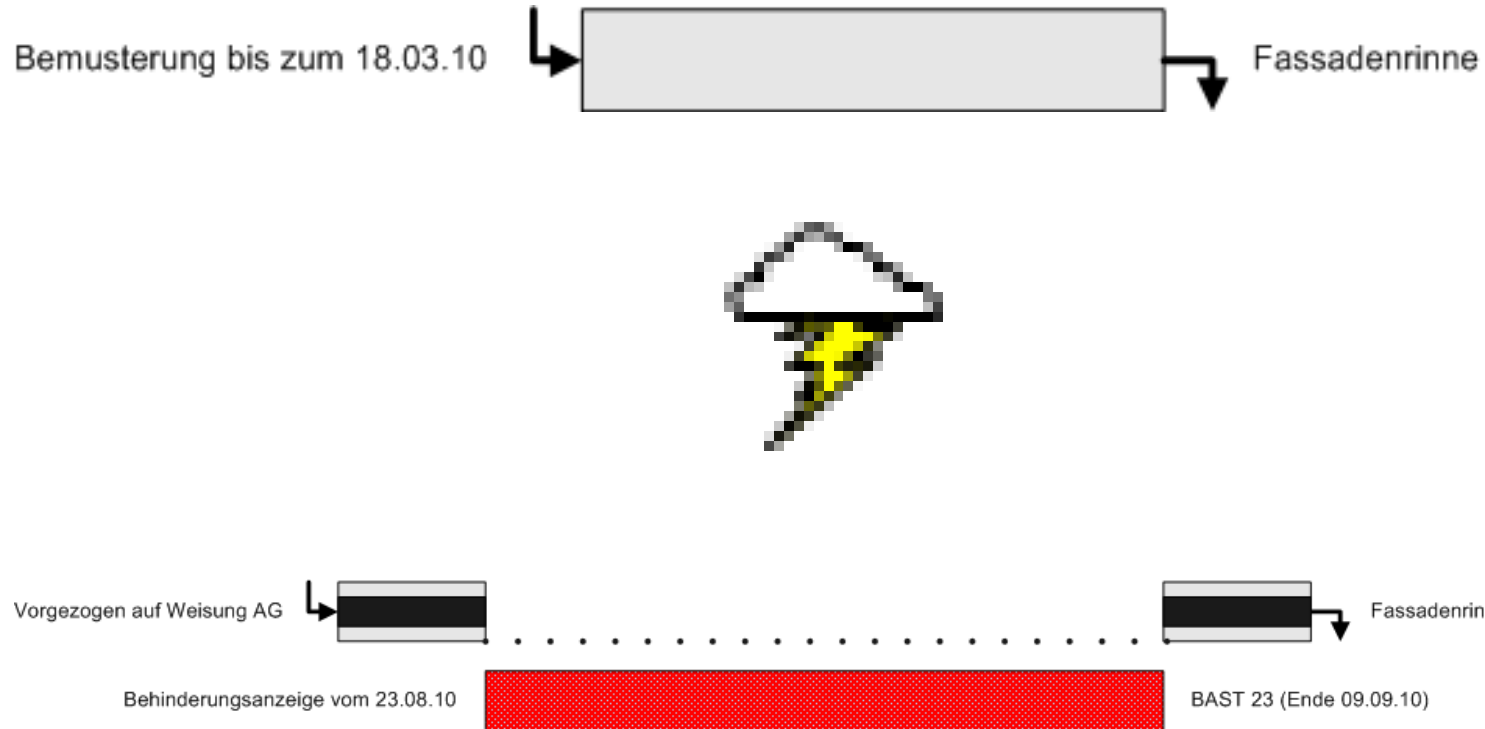 Bemusterung bis zum 18.03.10
Fassadenrinne
Vorgezogen auf Weisung AG
Fassadenrin
Behinderungsanzeige vom 23.08.10
BAST 23 (Ende 09.09.10)